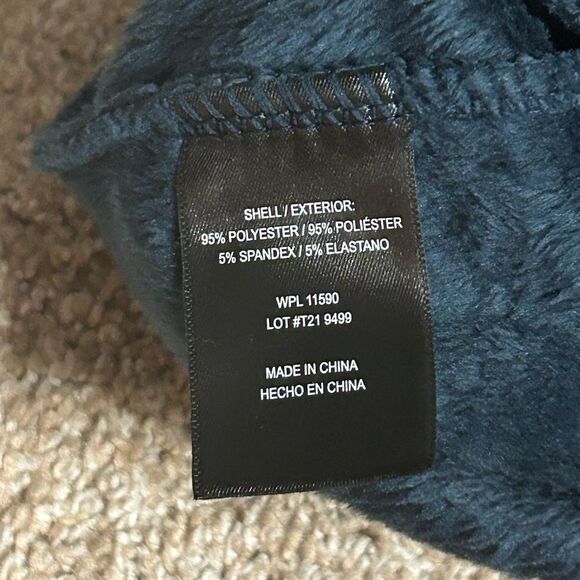 SHELL / EXTERIOR:
95% POLYESTER / 95% POLIÉSTER
5% SPANDEX / 5% ELASTANO
WPL 11590
LOT #T21 9499
MADE IN CHINA
HECHO EN CHINA